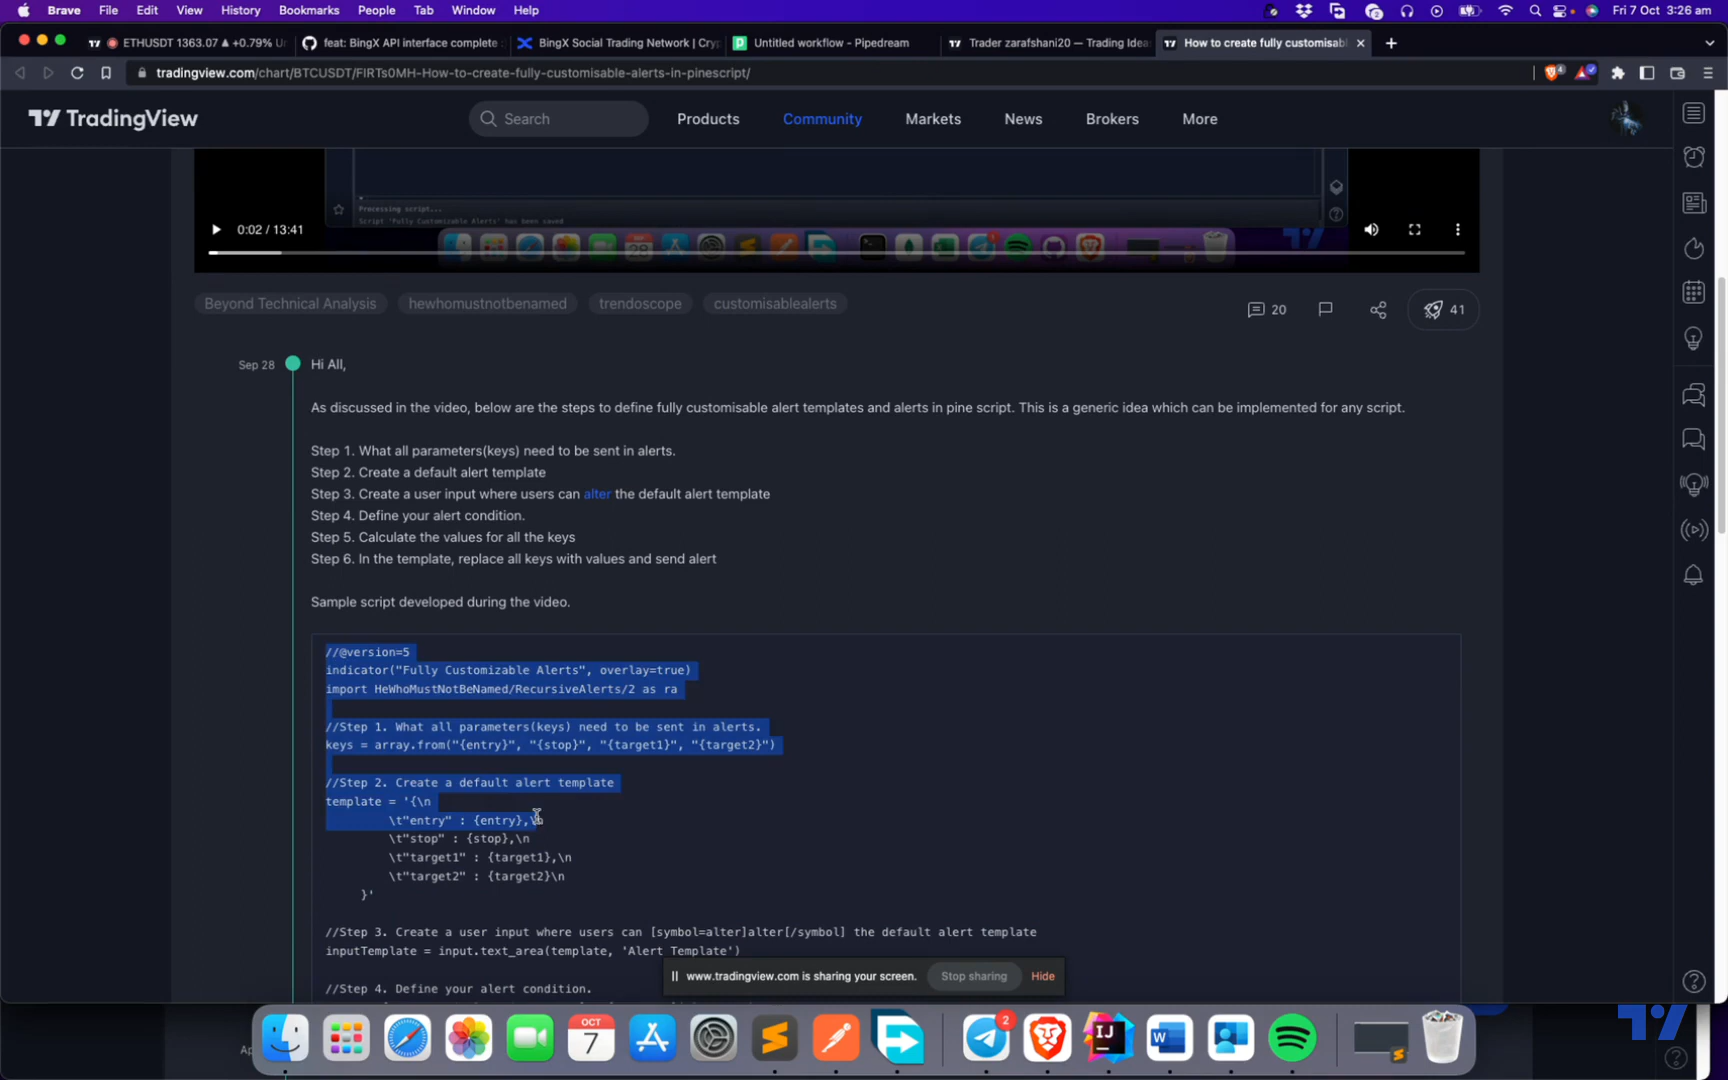 Brave File Edit View History Bookmarks People Tab Window Help
Fri 7 Oct 3:26 am
ETHUSDT 1363.07 ▲ +0.79% Un
feat: BingX API interface complete
BingX Social Trading Network | Cry
Untitled workflow - Pipedream
Trader zarafshani20 — Trading Idea
How to create fully customisab
tradingview.com/chart/BTCUSDT/FIRTs0MH-How-to-create-fully-customisable-alerts-in-pinescript/
TradingView
Search
Products Community Markets News Brokers More
Processing script...
Script 'Fully Customizable Alerts' has been saved
0:02 / 13:41
Beyond Technical Analysis hewhomustnotbenamed trendoscope customisablealerts
20 41
Sep 28
Hi All,
As discussed in the video, below are the steps to define fully customisable alert templates and alerts in pine script. This is a generic idea which can be implemented for any script.
Step 1. What all parameters(keys) need to be sent in alerts.
Step 2. Create a default alert template
Step 3. Create a user input where users can alter the default alert template
Step 4. Define your alert condition.
Step 5. Calculate the values for all the keys
Step 6. In the template, replace all keys with values and send alert
Sample script developed during the video.
//@version=5
indicator("Fully Customizable Alerts", overlay=true)
import HeWhoMustNotBeNamed/RecursiveAlerts/2 as ra
//Step 1. What all parameters(keys) need to be sent in alerts.
keys = array.from("{entry}", "{stop}", "{target1}", "{target2}")
//Step 2. Create a default alert template
template = '{\n
\t"entry" : {entry},\n
\t"stop" : {stop},\n
\t"target1" : {target1},\n
\t"target2" : {target2}\n
}'
//Step 3. Create a user input where users can [symbol=alter]alter[/symbol] the default alert template
inputTemplate = input.text_area(template, 'Alert Template')
www.tradingview.com is sharing your screen. Stop sharing Hide
//Step 4. Define your alert condition.
OCT
7
2
IJ
W